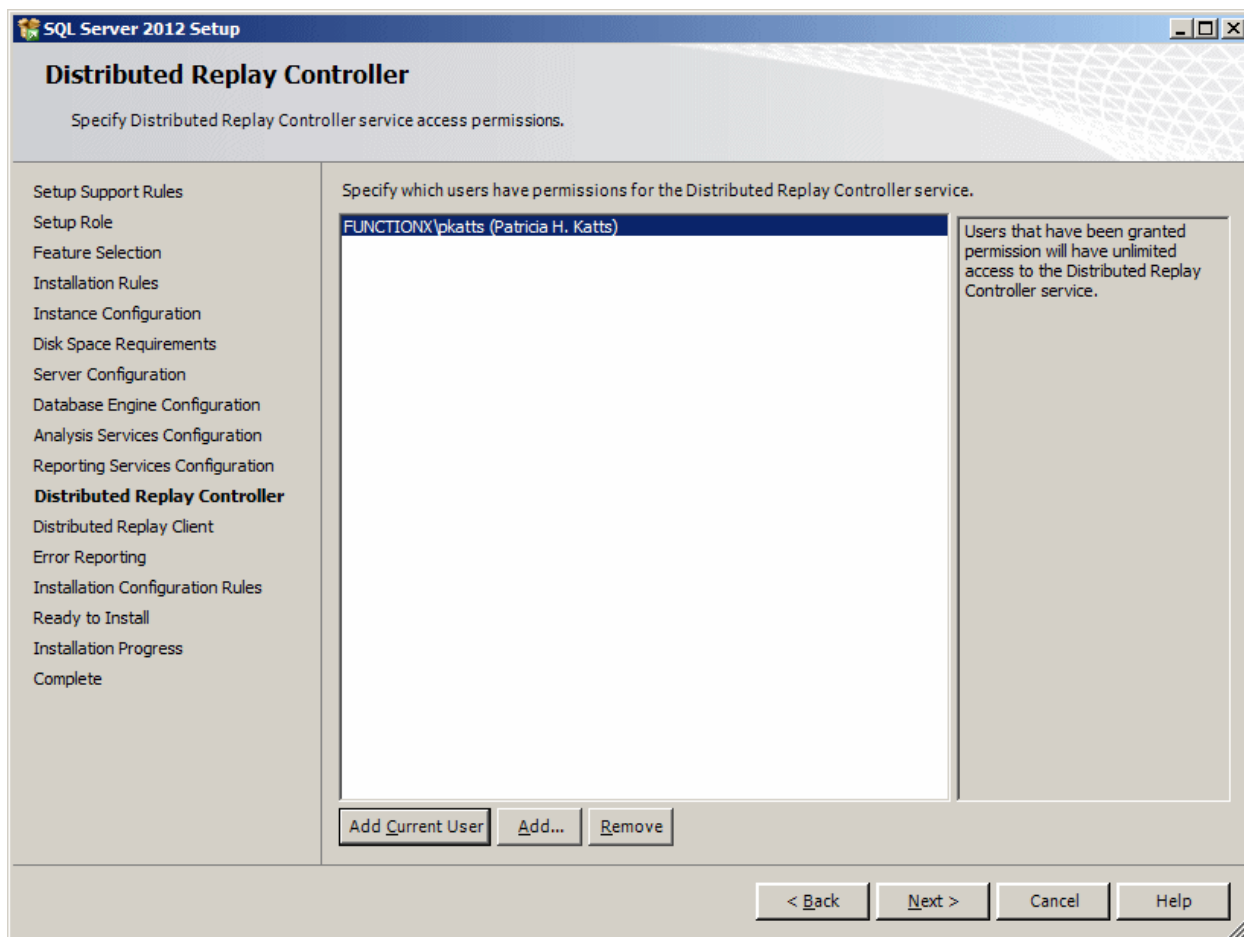 SQL Server 2012 Setup
Distributed Replay Controller
Specify Distributed Replay Controller service access permissions.
Setup Support Rules
Setup Role
Feature Selection
Installation Rules
Instance Configuration
Disk Space Requirements
Server Configuration
Database Engine Configuration
Analysis Services Configuration
Reporting Services Configuration
Distributed Replay Controller
Distributed Replay Client
Error Reporting
Installation Configuration Rules
Ready to Install
Installation Progress
Complete
Specify which users have permissions for the Distributed Replay Controller service.
FUNCTIONX\pkatts (Patricia H. Katts)
Users that have been granted
permission will have unlimited
access to the Distributed Replay
Controller service.
Add Current User Add... Remove
< Back Next > Cancel Help